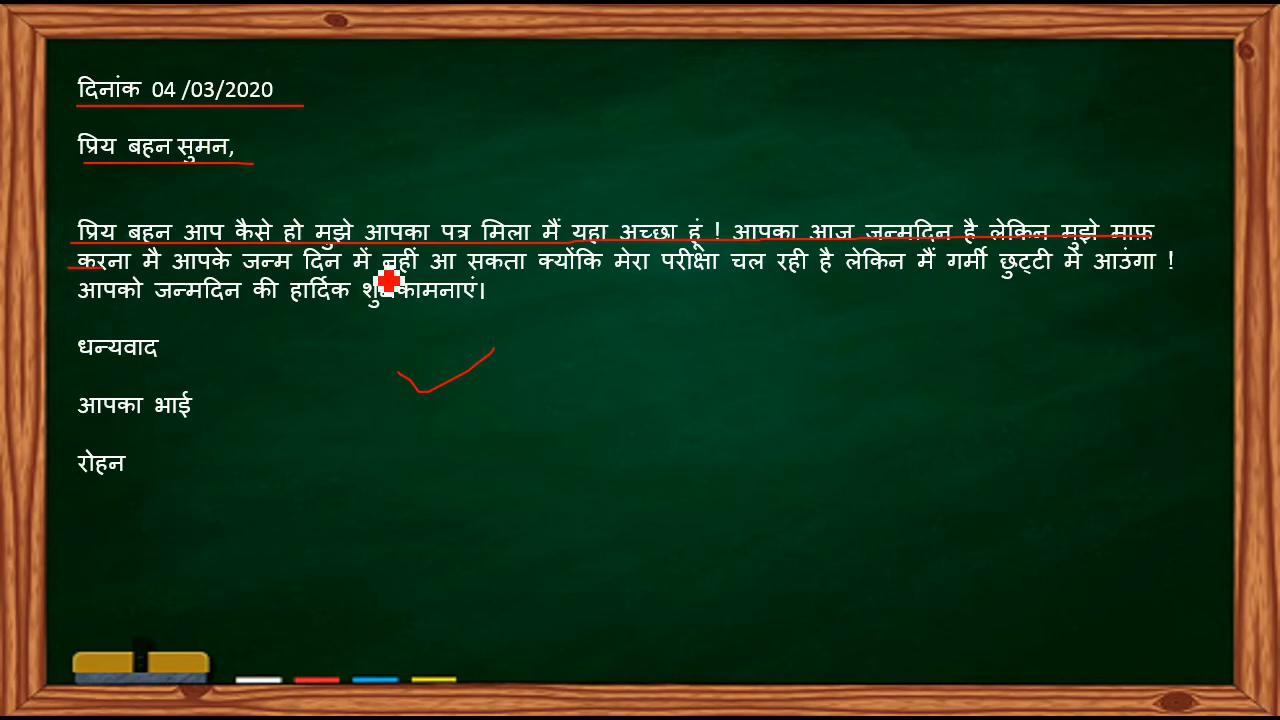 दिनांक 04 /03/2020
प्रिय बहन सुमन,
प्रिय बहन आप कैसे हो मुझे आपका पत्र मिला मैं यहा अच्छा हूं ! आपका आज जन्मदिन है लेकिन मुझे माफ़
करना मै आपके जन्म दिन में नहीं आ सकता क्योंकि मेरा परीक्षा चल रही है लेकिन मैं गर्मी छुट्टी में आउंगा !
आपको जन्मदिन की हार्दिक शुभकामनाएं।
धन्यवाद
आपका भाई
रोहन